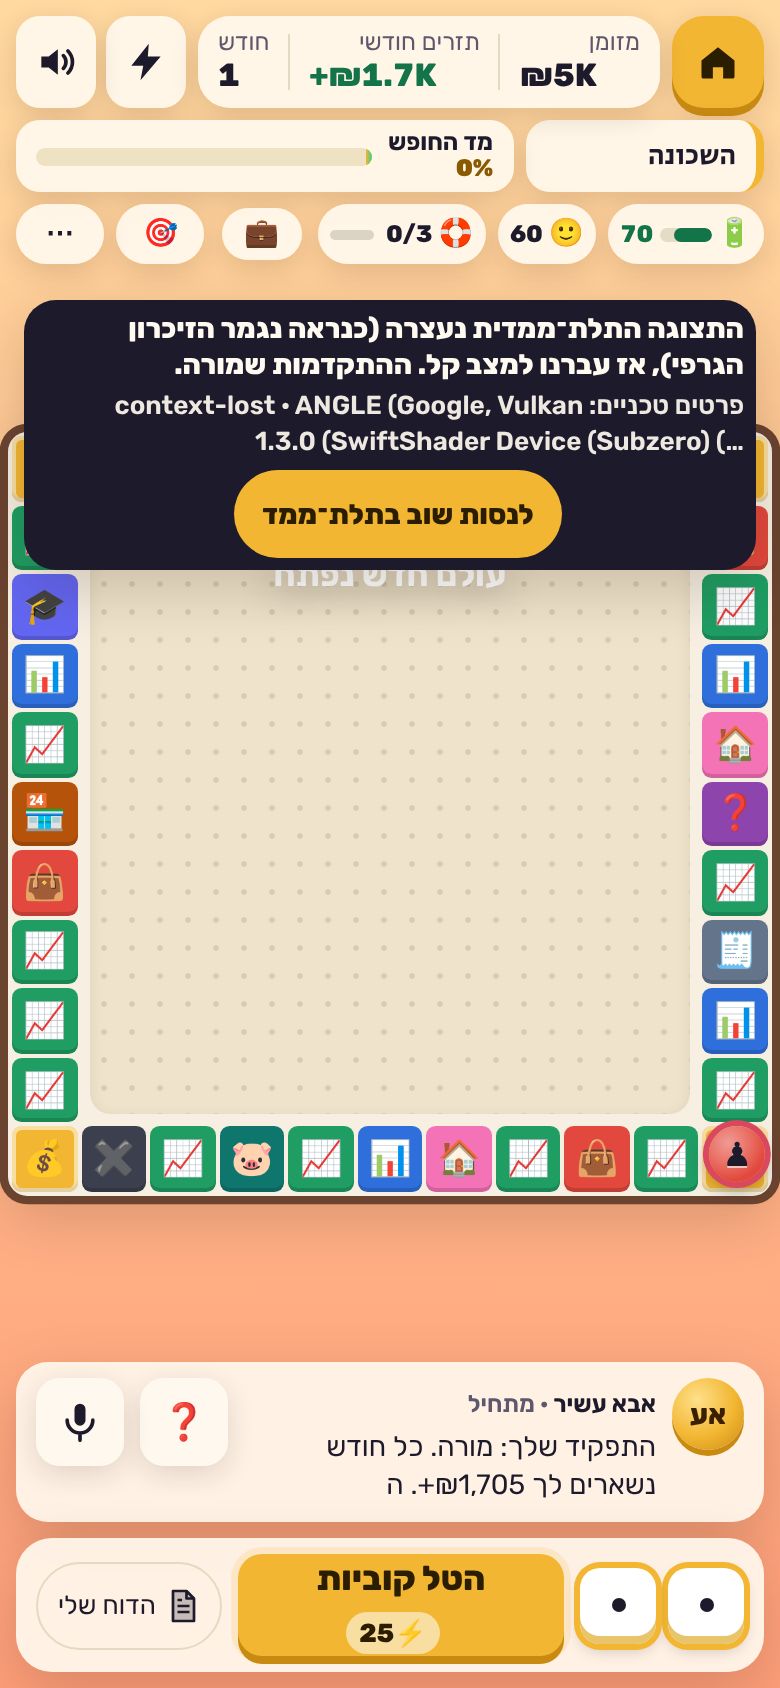 מזומן
₪5K
תזרים חודשי
+₪1.7K
חודש
1
השכונה
מד החופש
0%
70
60
0/3
...
התצוגה התלת־ממדית נעצרה (כנראה נגמר הזיכרון
הגרפי), אז עברנו למצב קל. ההתקדמות שמורה.
פרטים טכניים: context-lost • ANGLE (Google, Vulkan
1.3.0 (SwiftShader Device (Subzero) (…
לנסות שוב בתלת־ממד
עולם חדש נפתח
אע
אבא עשיר • מתחיל
התפקיד שלך: מורה. כל חודש
נשארים לך ₪1,705+. ה
הטל קוביות
25
הדוח שלי